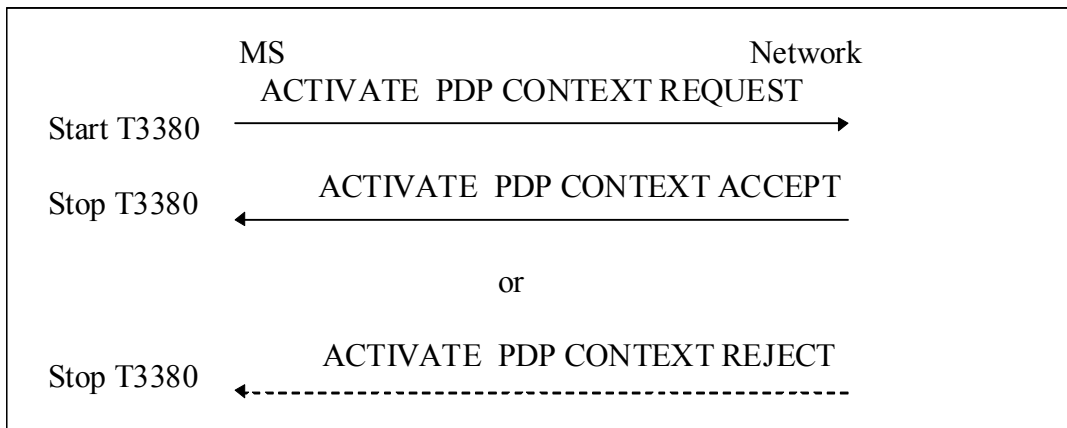 MS Network
ACTIVATE PDP CONTEXT REQUEST
Start T3380
ACTIVATE PDP CONTEXT ACCEPT
Stop T3380
or
ACTIVATE PDP CONTEXT REJECT
Stop T3380